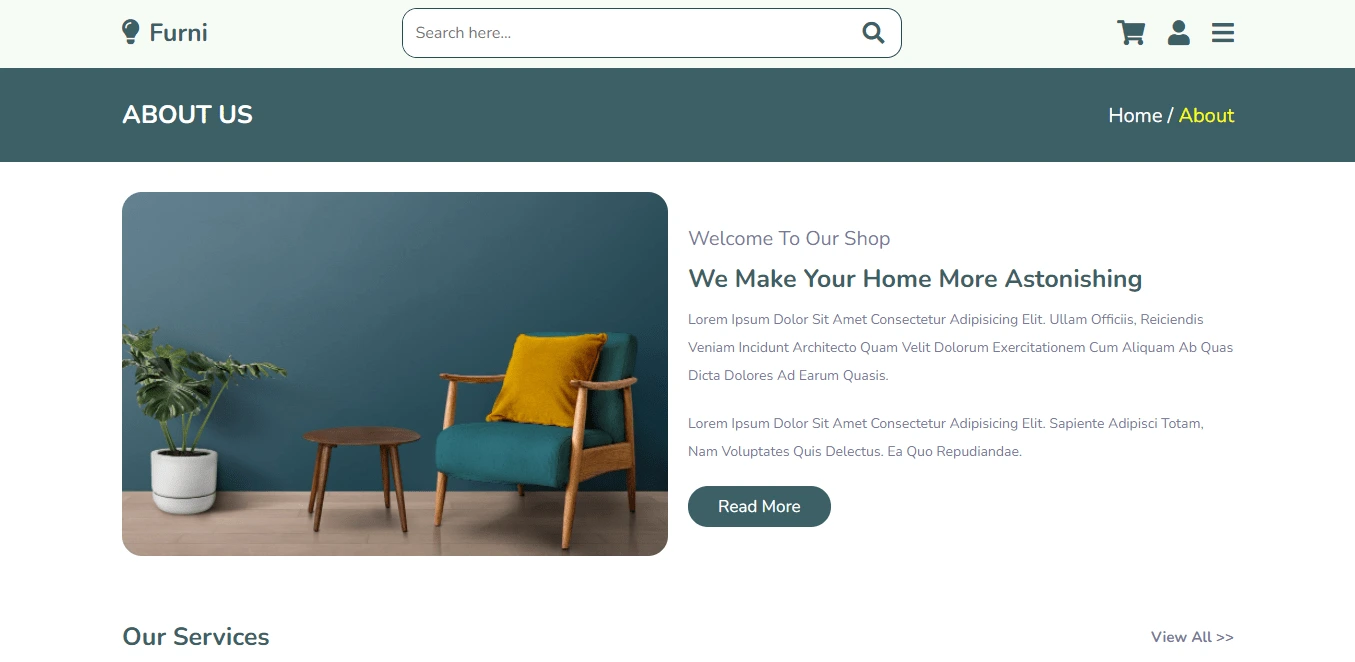 Furni
Search here...
ABOUT US
Home / About
Welcome To Our Shop
We Make Your Home More Astonishing
Lorem Ipsum Dolor Sit Amet Consectetur Adipisicing Elit. Ullam Officiis, Reiciendis
Veniam Incidunt Architecto Quam Velit Dolorum Exercitationem Cum Aliquam Ab Quas
Dicta Dolores Ad Earum Quasis.
Lorem Ipsum Dolor Sit Amet Consectetur Adipisicing Elit. Sapiente Adipisci Totam,
Nam Voluptates Quis Delectus. Ea Quo Repudiandae.
Read More
Our Services
View All >>